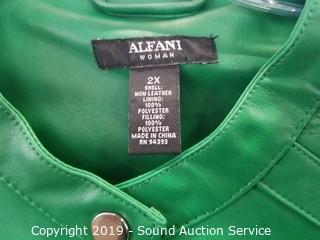 ALFANI
WOMAN
2X
SHELL:
NON LEATHER
LINING:
100%
POLYESTER
FILLING:
100%
POLYESTER
MADE IN CHINA
RN 94393
Copyright 2019 - Sound Auction Service